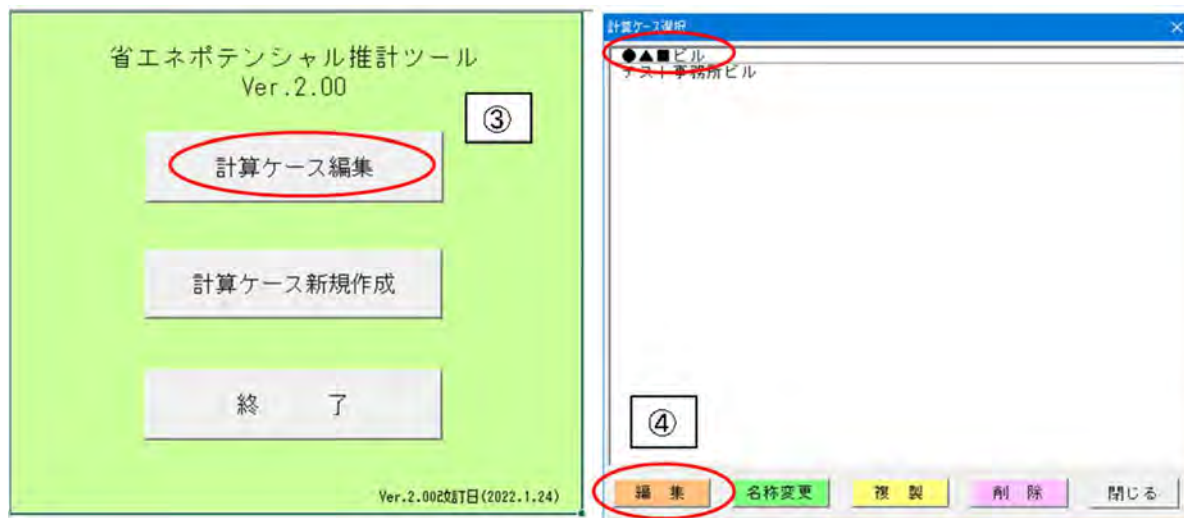 省エネポテンシャル推計ツール
Ver.2.00
③
計算ケース編集
計算ケース新規作成
終 了
Ver.2.00改訂日(2022.1.24)
計算ケース選択
●▲■ビル
テスト事務所ビル
④
編 集
名称変更
複 製
削 除
閉じる